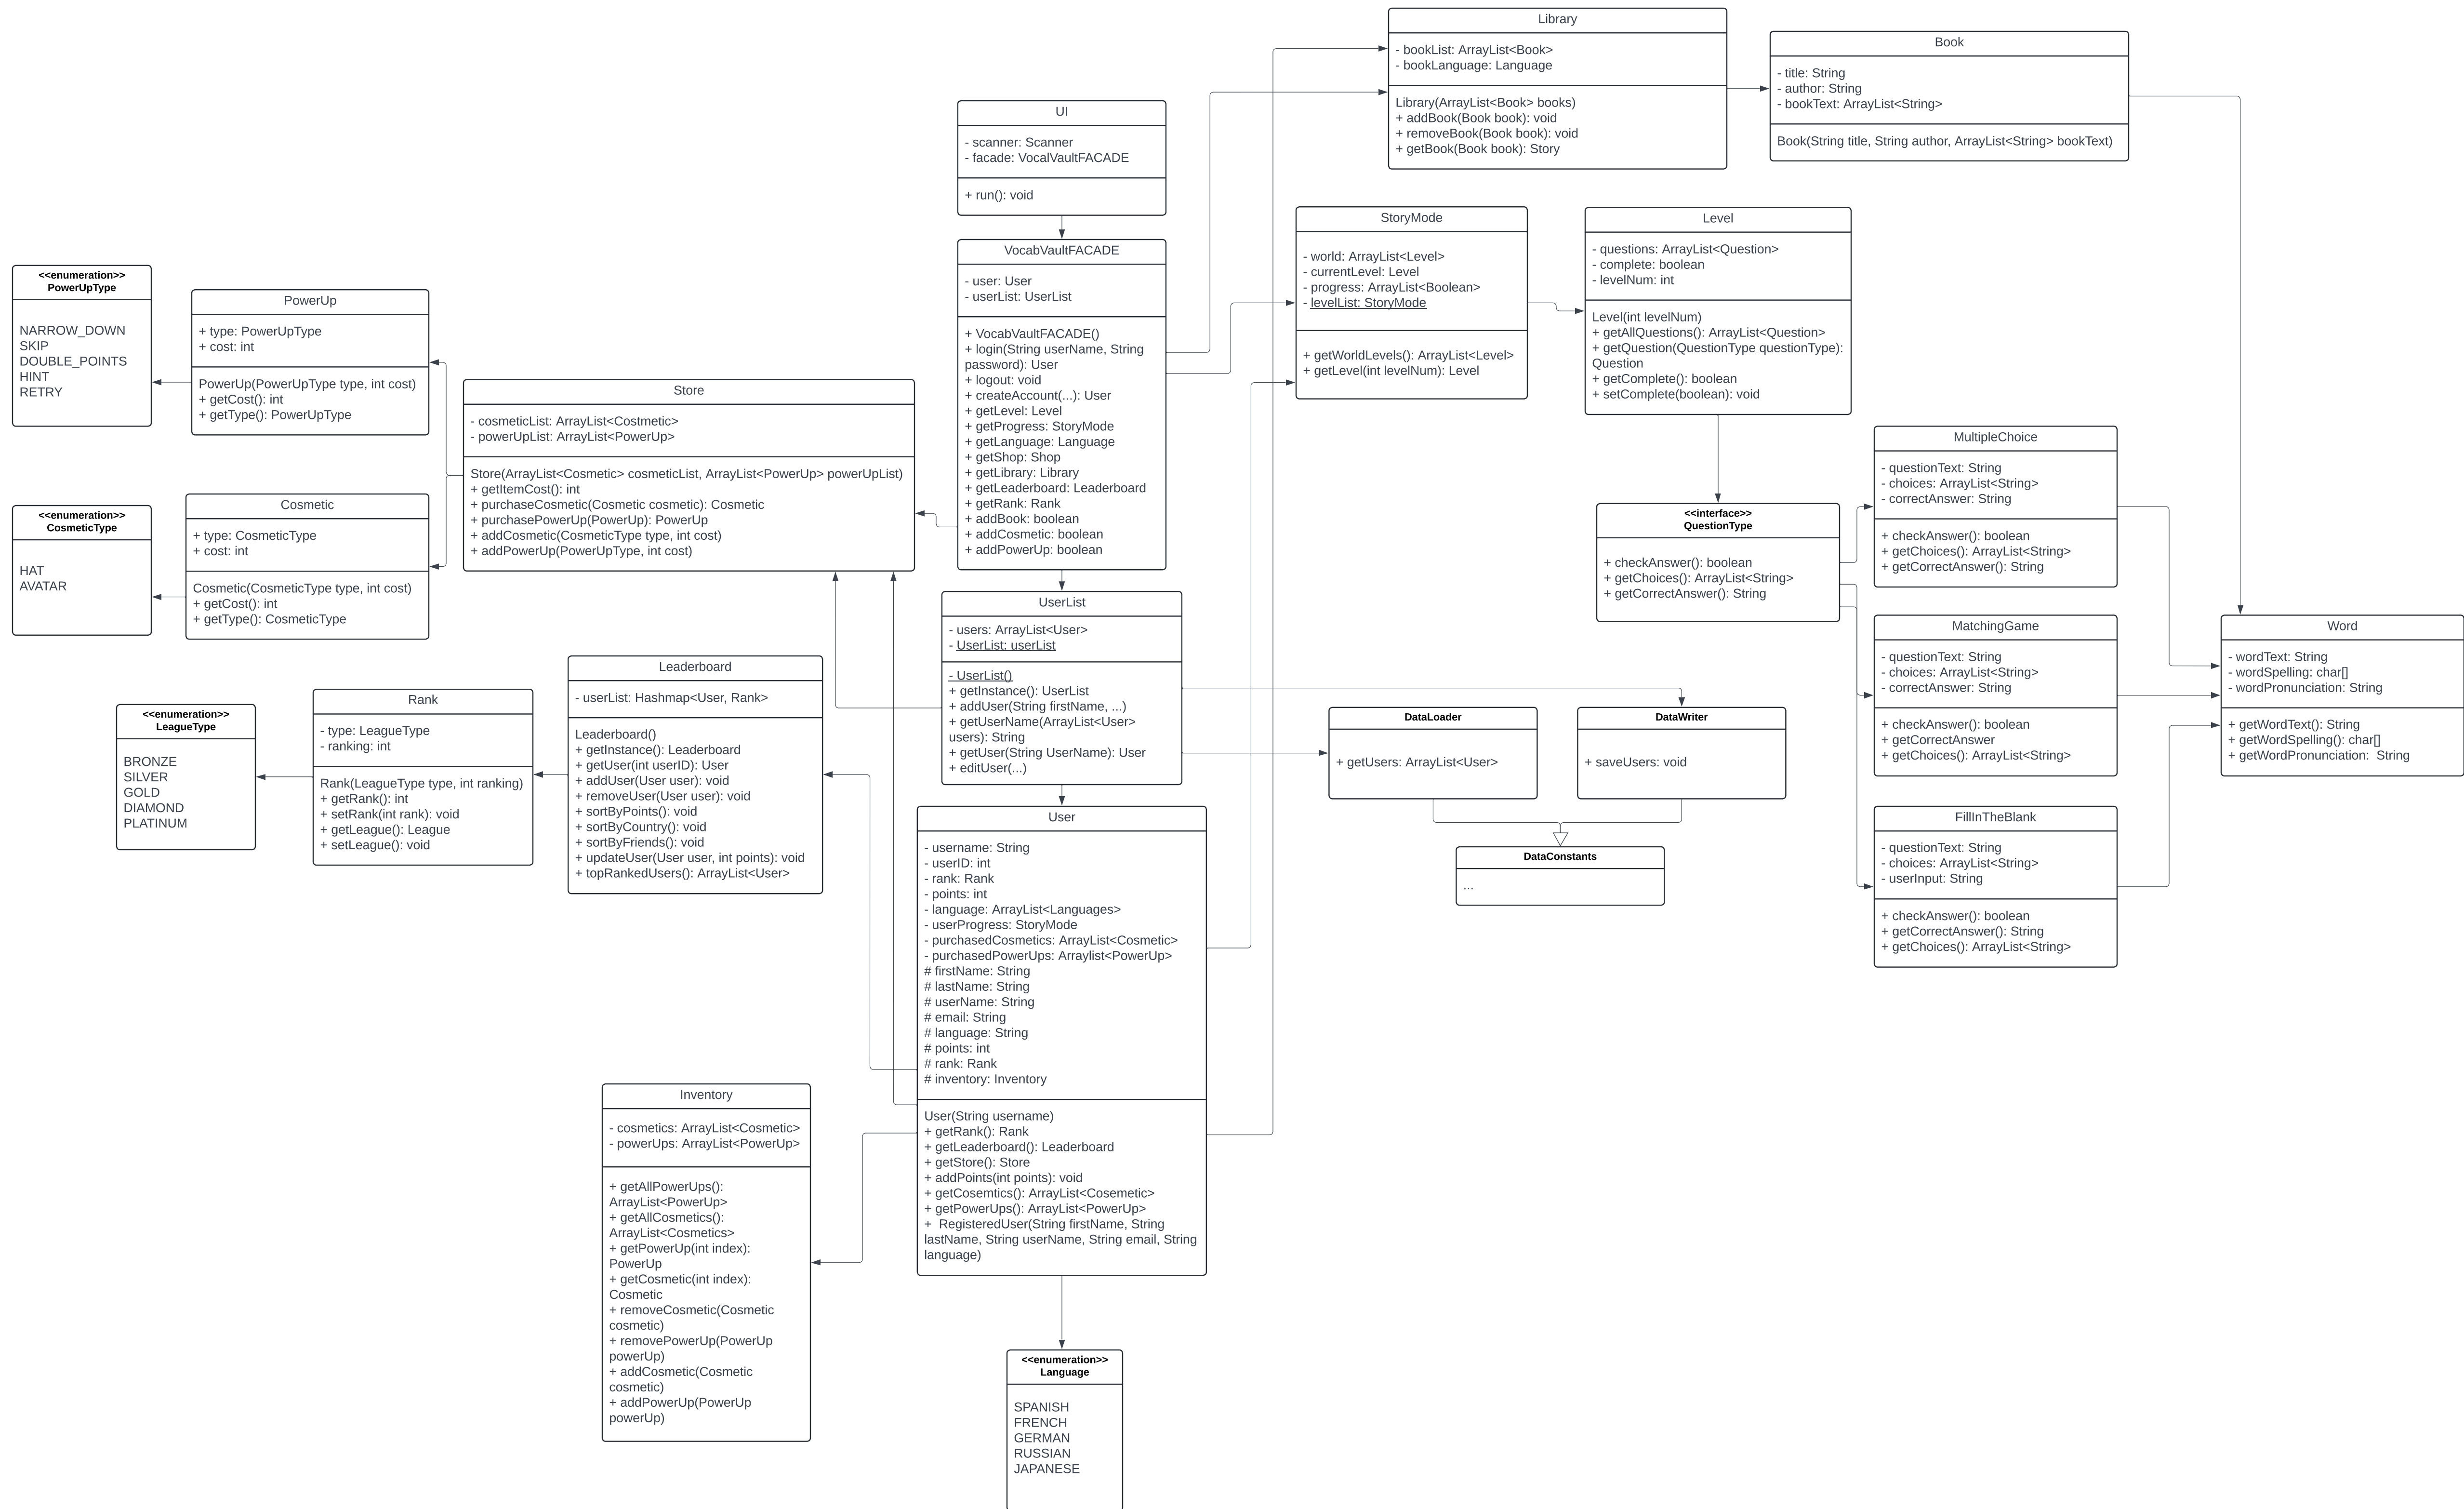 Library
- bookList: ArrayList<Book>
- bookLanguage: Language
Library(ArrayList<Book> books)
+ addBook(Book book): void
+ removeBook(Book book): void
+ getBook(Book book): Story
Book
- title: String
- author: String
- bookText: ArrayList<String>
Book(String title, String author, ArrayList<String> bookText)
UI
- scanner: Scanner
- facade: VocalVaultFACADE
+ run(): void
VocabVaultFACADE
- user: User
- userList: UserList
+ VocabVaultFACADE()
+ login(String userName, String
password): User
+ logout: void
+ createAccount(...): User
+ getLevel: Level
+ getProgress: StoryMode
+ getLanguage: Language
+ getShop: Shop
+ getLibrary: Library
+ getLeaderboard: Leaderboard
+ getRank: Rank
+ addBook: boolean
+ addCosmetic: boolean
+ addPowerUp: boolean
StoryMode
- world: ArrayList<Level>
- currentLevel: Level
- progress: ArrayList<Boolean>
- levelList: StoryMode
+ getWorldLevels(): ArrayList<Level>
+ getLevel(int levelNum): Level
Level
- questions: ArrayList<Question>
- complete: boolean
- levelNum: int
Level(int levelNum)
+ getAllQuestions(): ArrayList<Question>
+ getQuestion(QuestionType questionType):
Question
+ getComplete(): boolean
+ setComplete(boolean): void
<<enumeration>>
PowerUpType
NARROW_DOWN
SKIP
DOUBLE_POINTS
HINT
RETRY
PowerUp
+ type: PowerUpType
+ cost: int
PowerUp(PowerUpType type, int cost)
+ getCost(): int
+ getType(): PowerUpType
Store
- cosmeticList: ArrayList<Costmetic>
- powerUpList: ArrayList<PowerUp>
Store(ArrayList<Cosmetic> cosmeticList, ArrayList<PowerUp> powerUpList)
+ getItemCost(): int
+ purchaseCosmetic(Cosmetic cosmetic): Cosmetic
+ purchasePowerUp(PowerUp): PowerUp
+ addCosmetic(CosmeticType type, int cost)
+ addPowerUp(PowerUpType, int cost)
<<enumeration>>
CosmeticType
HAT
AVATAR
Cosmetic
+ type: CosmeticType
+ cost: int
Cosmetic(CosmeticType type, int cost)
+ getCost(): int
+ getType(): CosmeticType
MultipleChoice
- questionText: String
- choices: ArrayList<String>
- correctAnswer: String
+ checkAnswer(): boolean
+ getChoices(): ArrayList<String>
+ getCorrectAnswer(): String
<<interface>>
QuestionType
+ checkAnswer(): boolean
+ getChoices(): ArrayList<String>
+ getCorrectAnswer(): String
UserList
- users: ArrayList<User>
- UserList: userList
- UserList()
+ getInstance(): UserList
+ addUser(String firstName, ...)
+ getUserName(ArrayList<User>
users): String
+ getUser(String UserName): User
+ editUser(...)
MatchingGame
- questionText: String
- choices: ArrayList<String>
- correctAnswer: String
+ checkAnswer(): boolean
+ getCorrectAnswer
+ getChoices(): ArrayList<String>
Word
- wordText: String
- wordSpelling: char[]
- wordPronunciation: String
+ getWordText(): String
+ getWordSpelling(): char[]
+ getWordPronunciation:  String
<<enumeration>>
LeagueType
BRONZE
SILVER
GOLD
DIAMOND
PLATINUM
Rank
- type: LeagueType
- ranking: int
Rank(LeagueType type, int ranking)
+ getRank(): int
+ setRank(int rank): void
+ getLeague(): League
+ setLeague(): void
Leaderboard
- userList: Hashmap<User, Rank>
Leaderboard()
+ getInstance(): Leaderboard
+ getUser(int userID): User
+ addUser(User user): void
+ removeUser(User user): void
+ sortByPoints(): void
+ sortByCountry(): void
+ sortByFriends(): void
+ updateUser(User user, int points): void
+ topRankedUsers(): ArrayList<User>
DataLoader
+ getUsers: ArrayList<User>
DataWriter
+ saveUsers: void
DataConstants
...
FillInTheBlank
- questionText: String
- choices: ArrayList<String>
- userInput: String
+ checkAnswer(): boolean
+ getCorrectAnswer(): String
+ getChoices(): ArrayList<String>
User
- username: String
- userID: int
- rank: Rank
- points: int
- language: ArrayList<Languages>
- userProgress: StoryMode
- purchasedCosmetics: ArrayList<Cosmetic>
- purchasedPowerUps: Arraylist<PowerUp>
# firstName: String
# lastName: String
# userName: String
# email: String
# language: String
# points: int
# rank: Rank
# inventory: Inventory
User(String username)
+ getRank(): Rank
+ getLeaderboard(): Leaderboard
+ getStore(): Store
+ addPoints(int points): void
+ getCosemtics(): ArrayList<Cosemetic>
+ getPowerUps(): ArrayList<PowerUp>
+  RegisteredUser(String firstName, String
lastName, String userName, String email, String
language)
Inventory
- cosmetics: ArrayList<Cosmetic>
- powerUps: ArrayList<PowerUp>
+ getAllPowerUps():
ArrayList<PowerUp>
+ getAllCosmetics():
ArrayList<Cosmetics>
+ getPowerUp(int index):
PowerUp
+ getCosmetic(int index):
Cosmetic
+ removeCosmetic(Cosmetic
cosmetic)
+ removePowerUp(PowerUp
powerUp)
+ addCosmetic(Cosmetic
cosmetic)
+ addPowerUp(PowerUp
powerUp)
<<enumeration>>
Language
SPANISH
FRENCH
GERMAN
RUSSIAN
JAPANESE